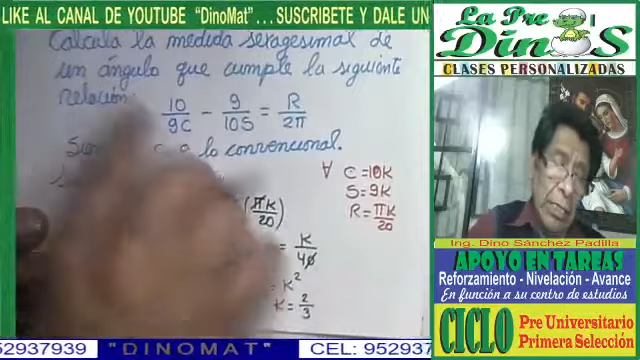 LIKE AL CANAL DE YOUTUBE "DinoMat"... SUSCRIBETE Y DALE UN
Calcula la medida sexagesimal de
un ángulo que cumple la siguiente
relación:
10/9C - 9/10S = R/2π
lo convencional.
∀ C = 10K
S = 9K
R = πK/20
(πK/20)
= K/40
= K²
K = 2/3
La Pre
DinoS
CLASES PERSONALIZADAS
Ing. Dino Sánchez Padilla
APOYO EN TAREAS
Reforzamiento - Nivelación - Avance
En función a su centro de estudios
CICLO Pre Universitario
Primera Selección
52937939 "DINOMAT" CEL: 952937